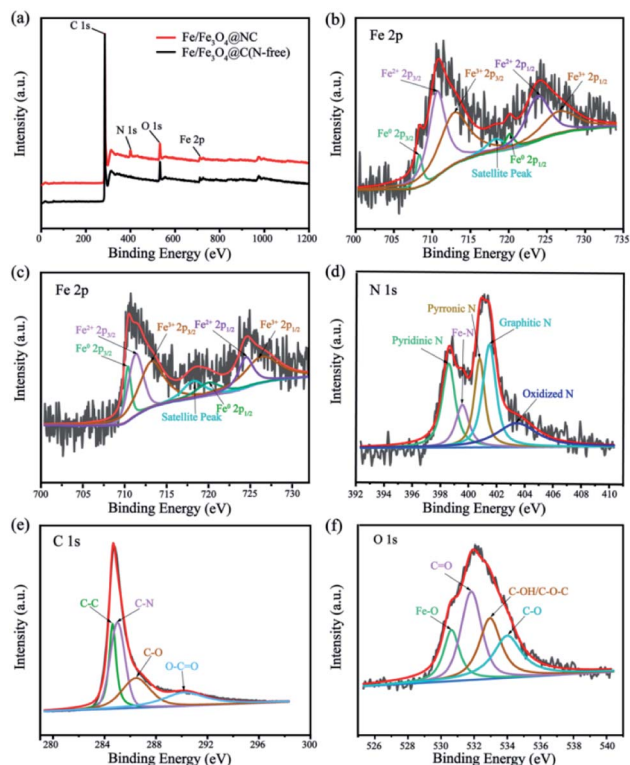 (a)
C 1s
Fe/Fe3O4@NC
Fe/Fe3O4@C(N-free)
N 1s
O 1s
Fe 2p
Intensity (a.u.)
0 200 400 600 800 1000 1200
Binding Energy (eV)
(b)
Fe 2p
Fe2+ 2p3/2
Fe3+ 2p3/2
Fe2+ 2p1/2
Fe3+ 2p1/2
Fe0 2p3/2
Fe0 2p1/2
Satellite Peak
Intensity (a.u.)
700 705 710 715 720 725 730 735
Binding Energy (eV)
(c)
Fe 2p
Fe2+ 2p3/2
Fe3+ 2p3/2
Fe2+ 2p1/2
Fe3+ 2p1/2
Fe0 2p3/2
Fe0 2p1/2
Satellite Peak
Intensity (a.u.)
700 705 710 715 720 725 730
Binding Energy (eV)
(d)
N 1s
Pyrronic N
Graphitic N
Fe-N
Pyridinic N
Oxidized N
Intensity (a.u.)
392 394 396 398 400 402 404 406 408 410
Binding Energy (eV)
(e)
C 1s
C-C
C-N
C-O
O-C=O
Intensity (a.u.)
280 284 288 292 296 300
Binding Energy (eV)
(f)
O 1s
C=O
C-OH/C-O-C
Fe-O
C-O
Intensity (a.u.)
526 528 530 532 534 536 538 540
Binding Energy (eV)